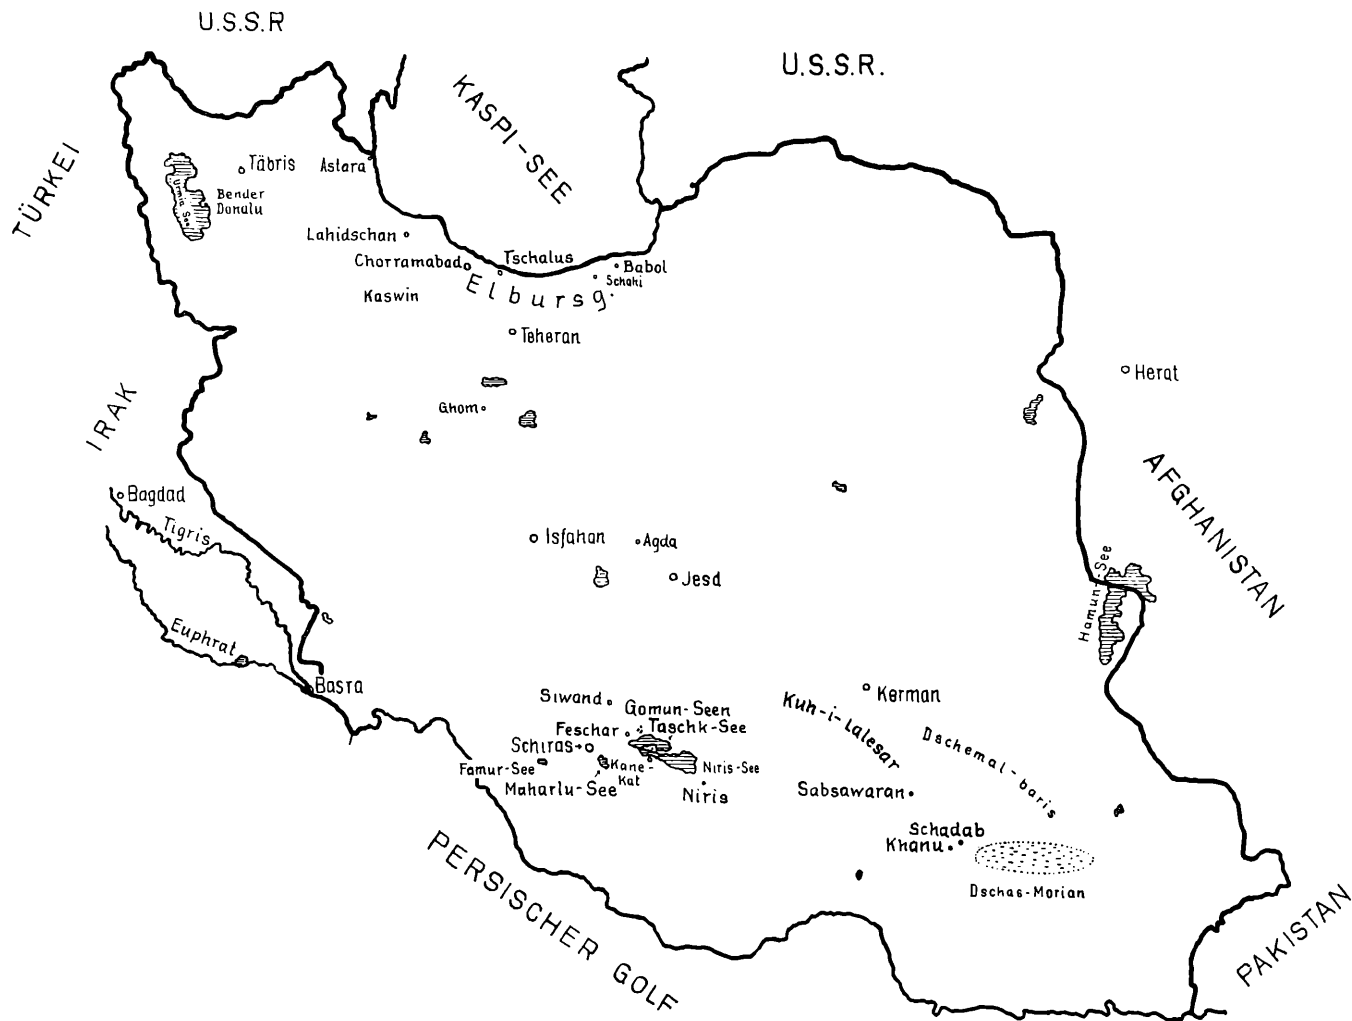 U.S.S.R
U.S.S.R.
KASPI-SEE
TÜRKEI
Täbris
Astara
Urmia See
Bender
Donalu
Lahidschan
Chorramabad
Tschalus
Babol
Schahi
Elbursg.
Kaswin
Teheran
Herat
IRAK
Ghom
AFGHANISTAN
Bagdad
Tigris
Isfahan
Agda
Jesd
Hamun-See
Euphrat
Basra
Siwand
Gomun-Seen
Kuh-i-Lalesar
Kerman
Feschar
Taschk-See
Dschemal-baris
Schiras
Famur-See
Kane-
Kat
Niris-See
Maharlu-See
Niris
Sabsawaran
Schadab
Khanu
Dschas-Morian
PERSISCHER GOLF
PAKISTAN